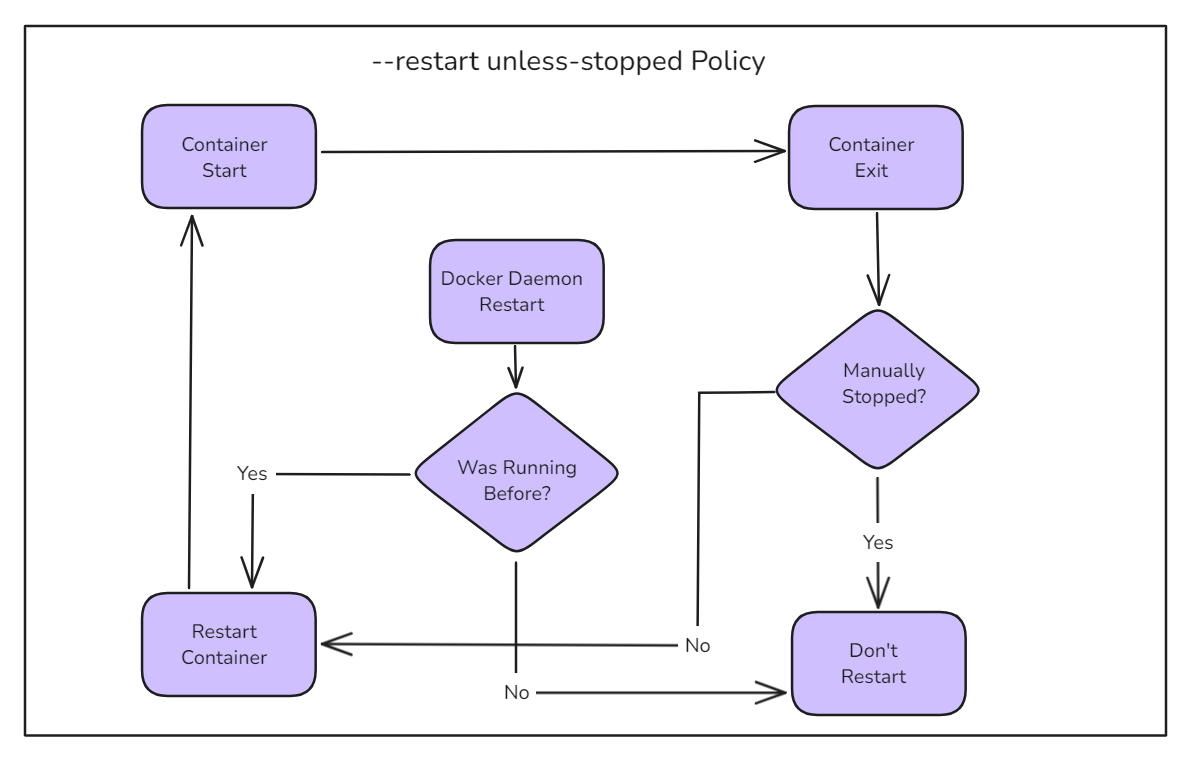 --restart unless-stopped Policy
Container
Start
Container
Exit
Docker Daemon
Restart
Manually
Stopped?
Was Running
Before?
Yes
Yes
Restart
Container
No
Don't
Restart
No